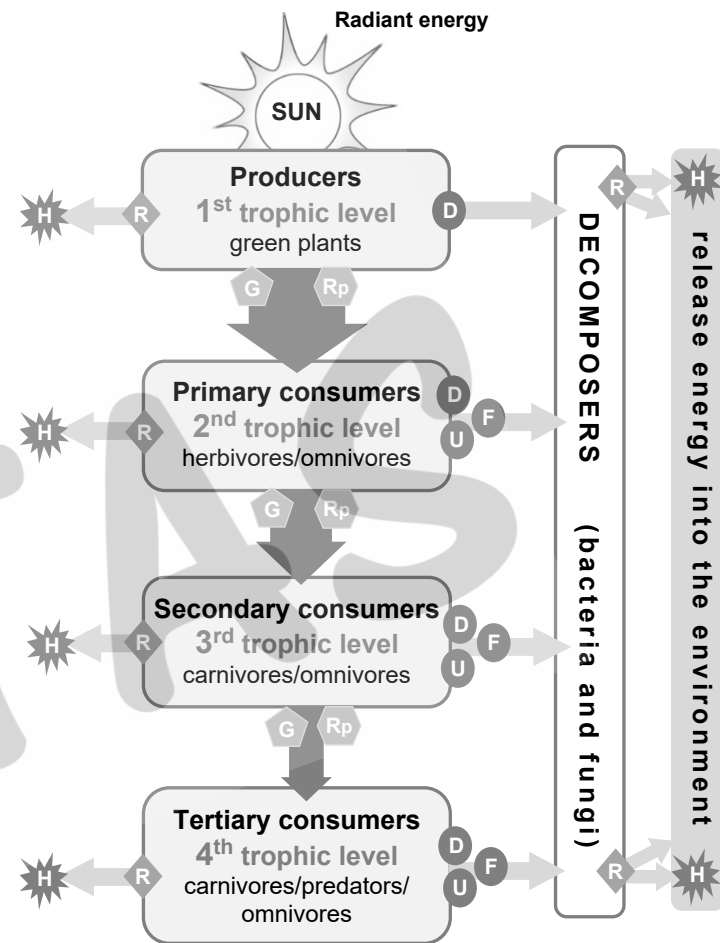 Radiant energy
SUN
Producers
1st trophic level
green plants
H
R
D
G
Rp
Primary consumers
2nd trophic level
herbivores/omnivores
H
R
D
F
U
G
Rp
Secondary consumers
3rd trophic level
carnivores/omnivores
H
R
D
F
U
G
Rp
Tertiary consumers
4th trophic level
carnivores/predators/
omnivores
H
R
D
F
U
DECOMPOSERS (bacteria and fungi)
R
H
R
H
release energy into the environment